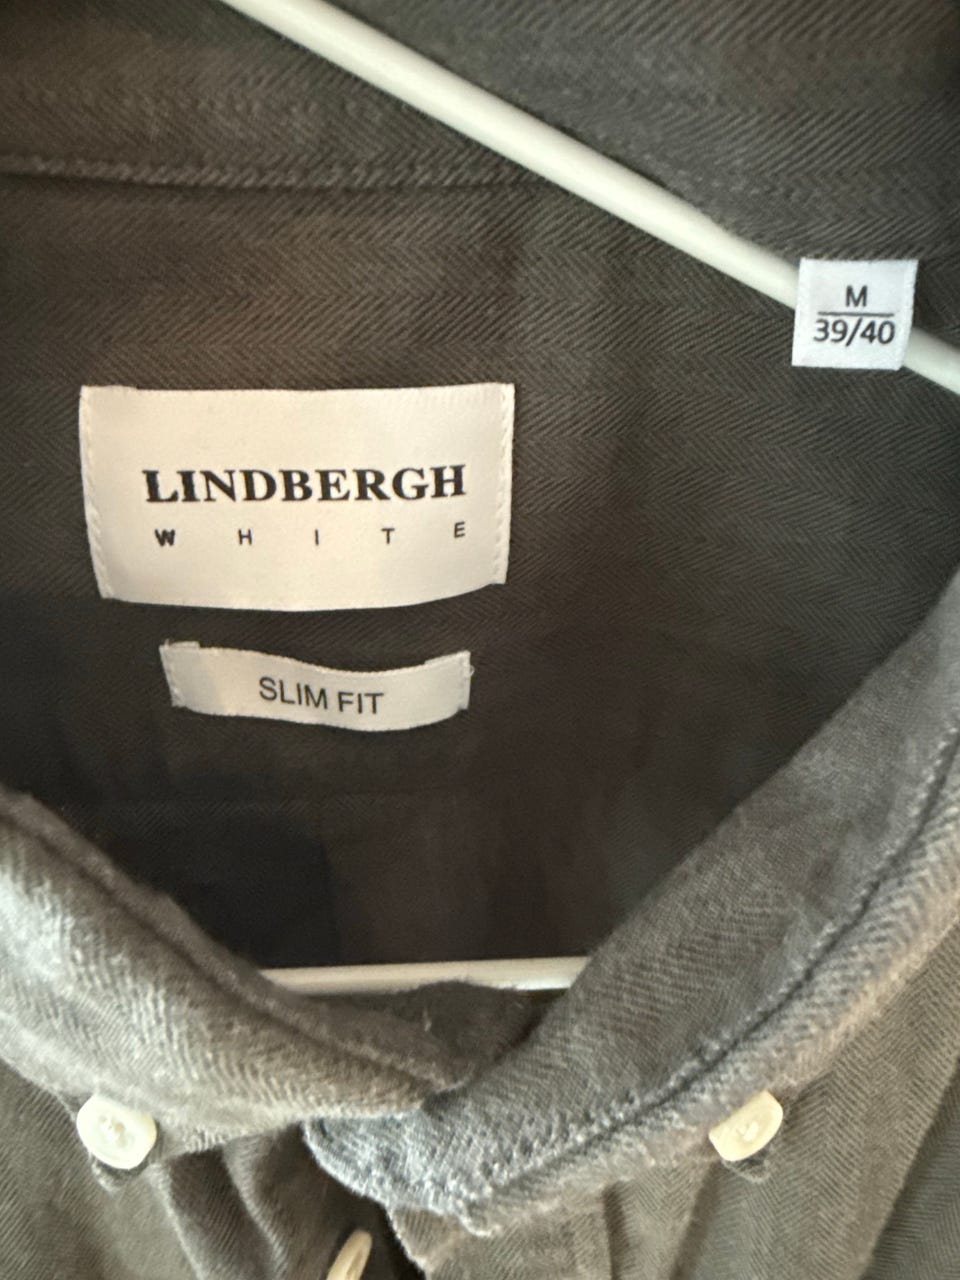 M
39/40
LINDBERGH
WHITE
SLIM FIT